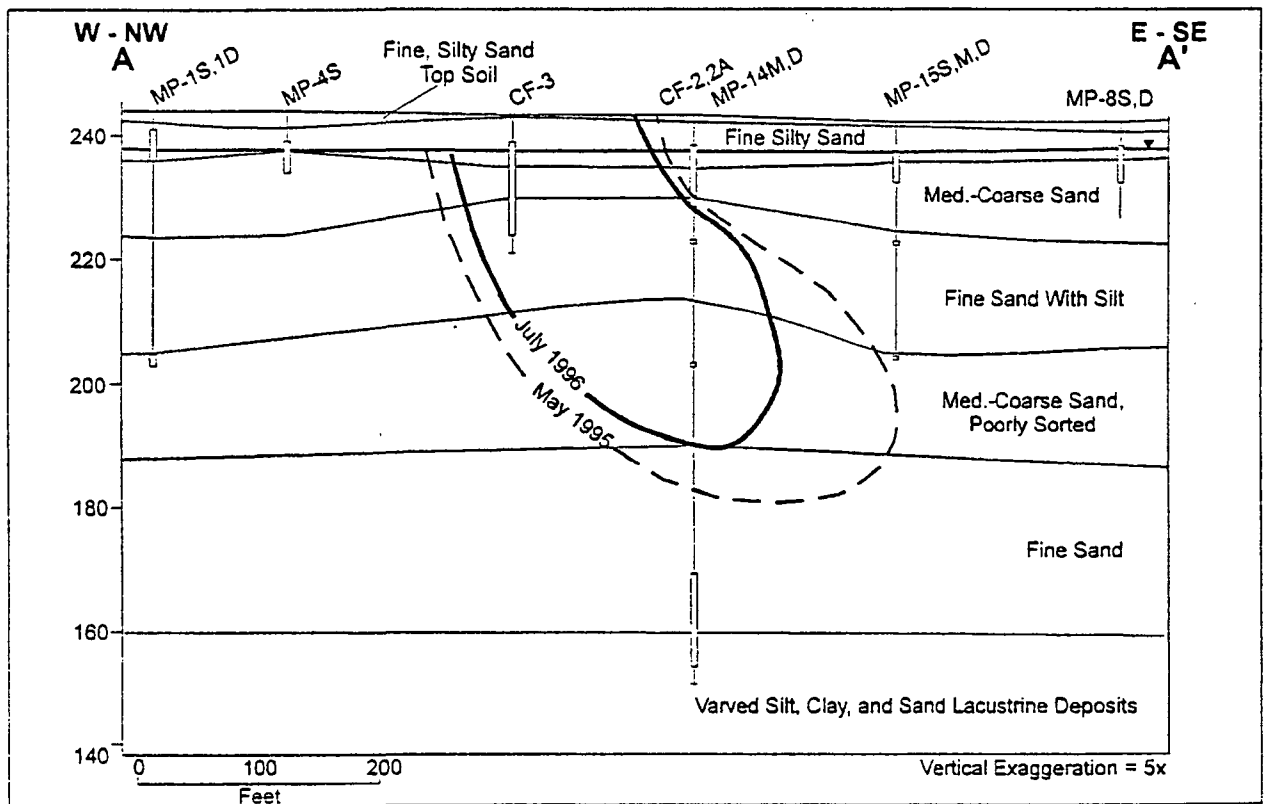 W - NW
A
E - SE
A'
Fine, Silty Sand
Top Soil
MP-1S,1D
MP-4S
CF-3
CF-2,2A
MP-14M,D
MP-15S,M,D
MP-8S,D
240
Fine Silty Sand
Med.-Coarse Sand
220
Fine Sand With Silt
July 1996
200
May 1995
Med.-Coarse Sand,
Poorly Sorted
180
Fine Sand
160
Varved Silt, Clay, and Sand Lacustrine Deposits
140
0 100 200
Feet
Vertical Exaggeration = 5x